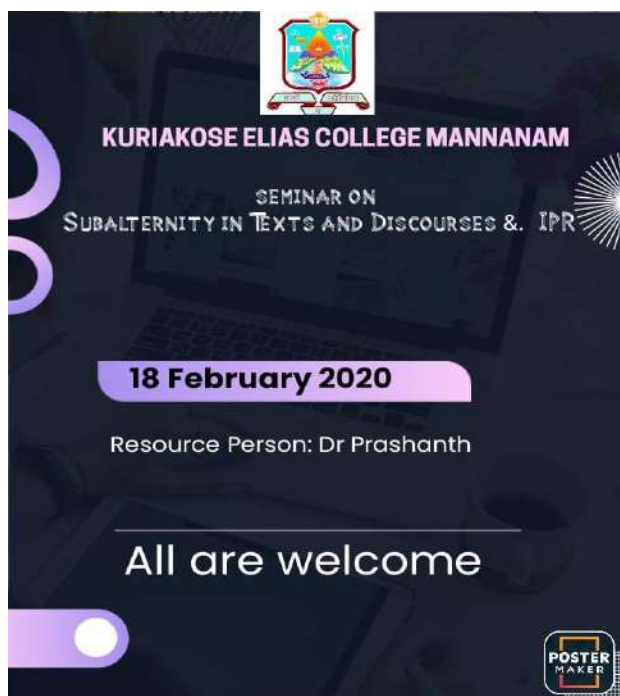 KURIAKOSE ELIAS COLLEGE MANNANAM
SEMINAR ON
SUBALTERNITY IN TEXTS AND DISCOURSES &. IPR
18 February 2020
Resource Person: Dr Prashanth
All are welcome
POSTER
MAKER